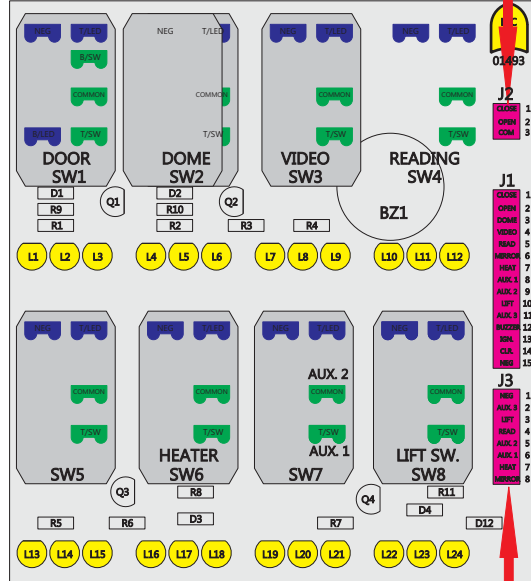 NEG T/LED NEG T/LED NEG T/LED NEG T/LED
B/SW
01493
COMMON COMMON COMMON COMMON
B/LED T/SW T/SW T/SW T/SW
DOOR DOME VIDEO READING
SW1 SW2 SW3 SW4
BZ1
D1 D2
R9 Q1 R10 Q2
R1 R2 R3 R4
L1 L2 L3 L4 L5 L6 L7 L8 L9 L10 L11 L12
J2
CLOSE 1
OPEN 2
COM 3
J1
CLOSE 1
OPEN 2
DOME 3
VIDEO 4
READ 5
MIRROR 6
HEAT 7
AUX. 1 8
AUX. 2 9
LIFT 10
AUX. 3 11
BUZZER 12
IGN. 13
CLR. 14
NEG 15
NEG T/LED NEG T/LED NEG T/LED NEG T/LED
AUX. 2
COMMON COMMON COMMON COMMON
T/SW T/SW T/SW T/SW
AUX. 1
HEATER LIFT SW.
SW5 SW6 SW7 SW8
Q3 R8 Q4 R11
D4
R5 R6 D3 R7 D12
L13 L14 L15 L16 L17 L18 L19 L20 L21 L22 L23 L24
J3
NEG 1
AUX. 3 2
LIFT 3
READ 4
AUX. 2 5
AUX. 1 6
HEAT 7
MIRROR 8